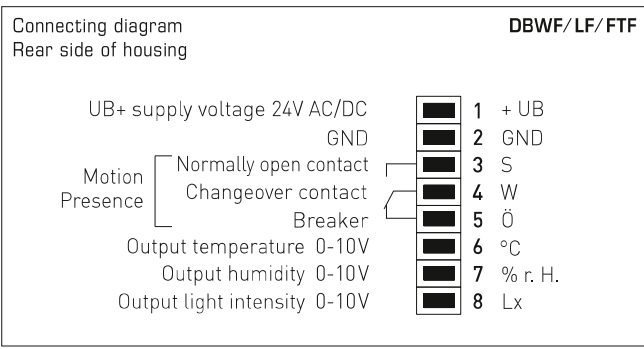 Connecting diagram DBWF/LF/FTF
Rear side of housing
UB+ supply voltage 24V AC/DC 1 + UB
GND 2 GND
Normally open contact 3 S
Motion
Presence
Changeover contact 4 W
Breaker 5 Ö
Output temperature 0-10V 6 °C
Output humidity 0-10V 7 % r. H.
Output light intensity 0-10V 8 Lx